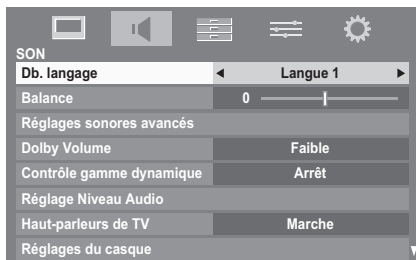 SON
Db. langage ◀ Langue 1 ▶
Balance 0
Réglages sonores avancés
Dolby Volume Faible
Contrôle gamme dynamique Arrêt
Réglage Niveau Audio
Haut-parleurs de TV Marche
Réglages du casque